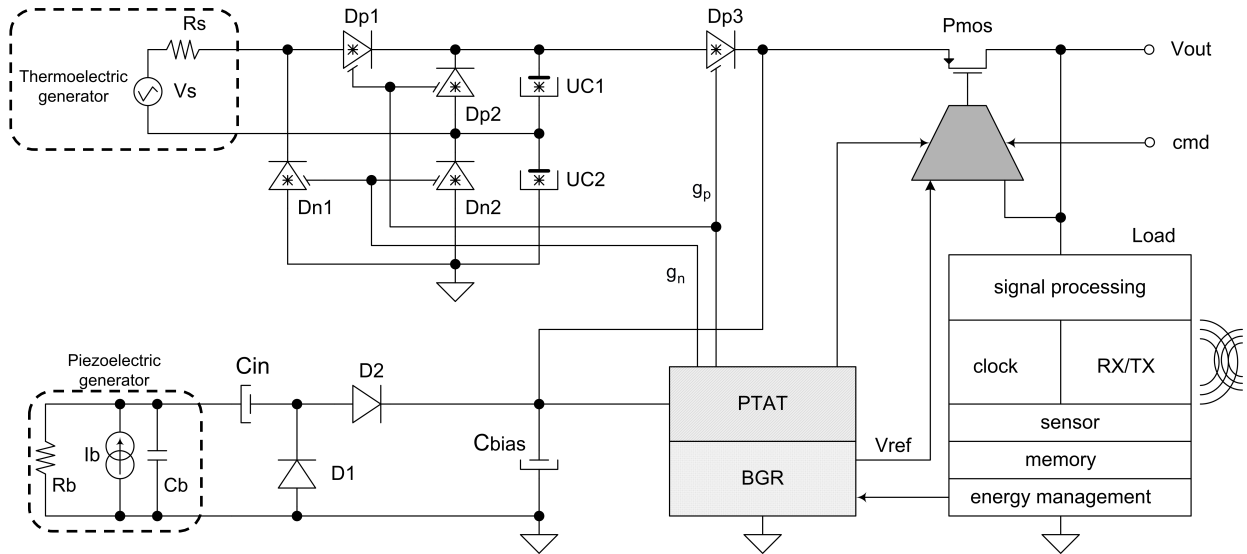 Rs
Dp1
Dp3
Pmos
Vout
Thermoelectric
generator
Vs
Dp2
UC1
cmd
Dn1
Dn2
UC2
gp
gn
Load
signal processing
Piezoelectric
generator
Cin
D2
clock
RX/TX
PTAT
sensor
Cbias
Vref
Ib
Rb
Cb
D1
BGR
memory
energy management